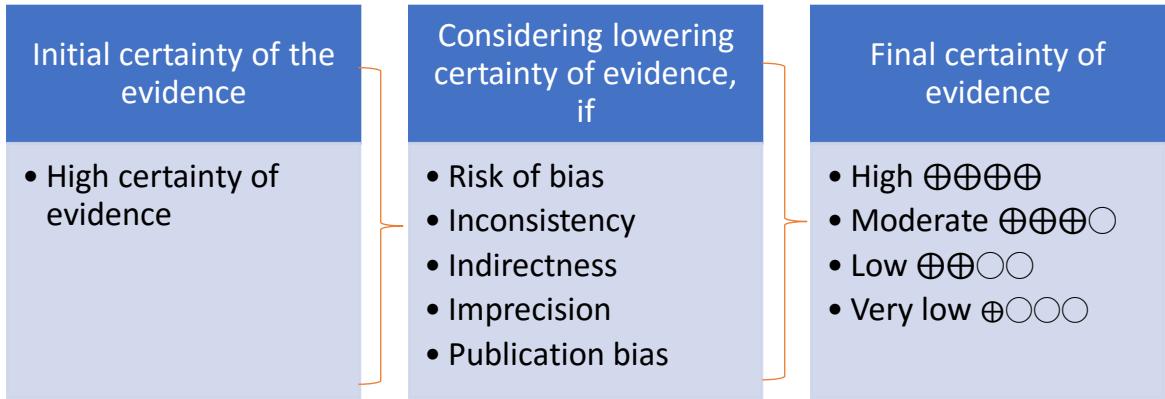 Initial certainty of the
evidence
• High certainty of
evidence
Considering lowering
certainty of evidence,
if
• Risk of bias
• Inconsistency
• Indirectness
• Imprecision
• Publication bias
Final certainty of
evidence
• High ⊕⊕⊕⊕
• Moderate ⊕⊕⊕○
• Low ⊕⊕○○
• Very low ⊕○○○